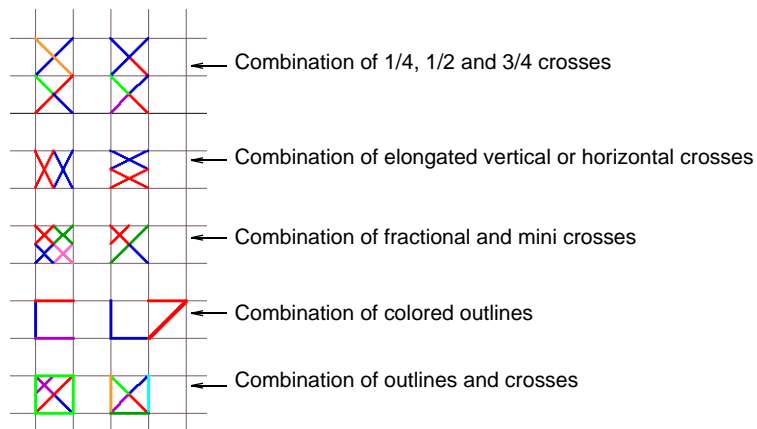 Combination of 1/4, 1/2 and 3/4 crosses
Combination of elongated vertical or horizontal crosses
Combination of fractional and mini crosses
Combination of colored outlines
Combination of outlines and crosses